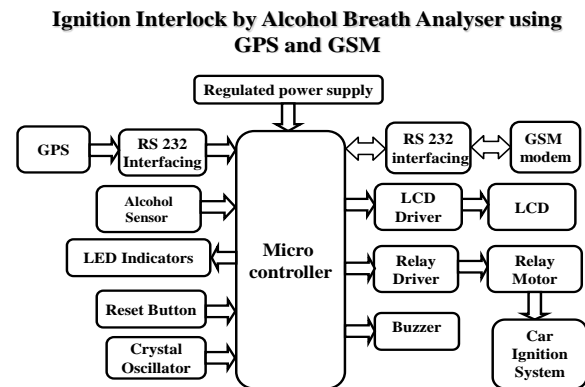 Ignition Interlock by Alcohol Breath Analyser using
GPS and GSM
Regulated power supply
GPS
RS 232
Interfacing
RS 232
interfacing
GSM
modem
Alcohol
Sensor
LCD
Driver
LCD
Micro
controller
LED Indicators
Relay
Driver
Relay
Motor
Reset Button
Buzzer
Crystal
Oscillator
Car
Ignition
System